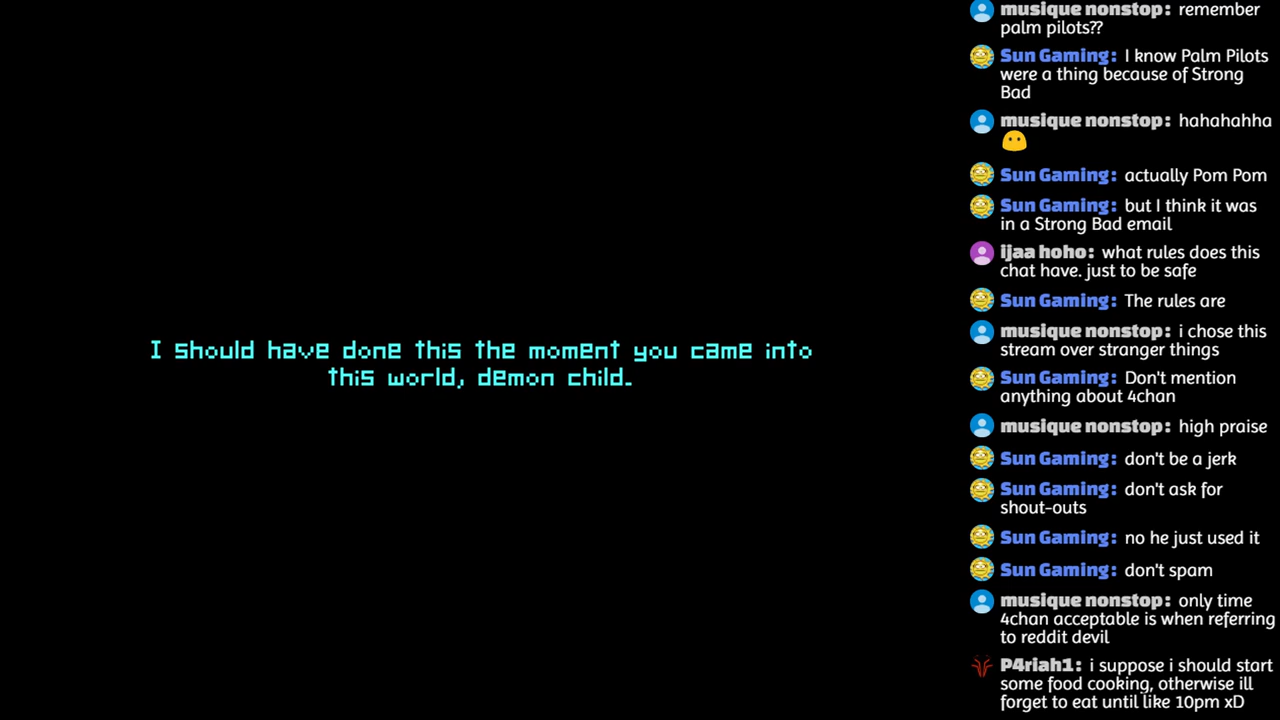 I should have done this the moment you came into
this world, demon child.
musique nonstop: remember
palm pilots??
Sun Gaming: I know Palm Pilots
were a thing because of Strong
Bad
musique nonstop: hahahahha
Sun Gaming: actually Pom Pom
Sun Gaming: but I think it was
in a Strong Bad email
ijaa hoho: what rules does this
chat have. just to be safe
Sun Gaming: The rules are
musique nonstop: i chose this
stream over stranger things
Sun Gaming: Don't mention
anything about 4chan
musique nonstop: high praise
Sun Gaming: don't be a jerk
Sun Gaming: don't ask for
shout-outs
Sun Gaming: no he just used it
Sun Gaming: don't spam
musique nonstop: only time
4chan acceptable is when referring
to reddit devil
P4riah1: i suppose i should start
some food cooking, otherwise ill
forget to eat until like 10pm xD